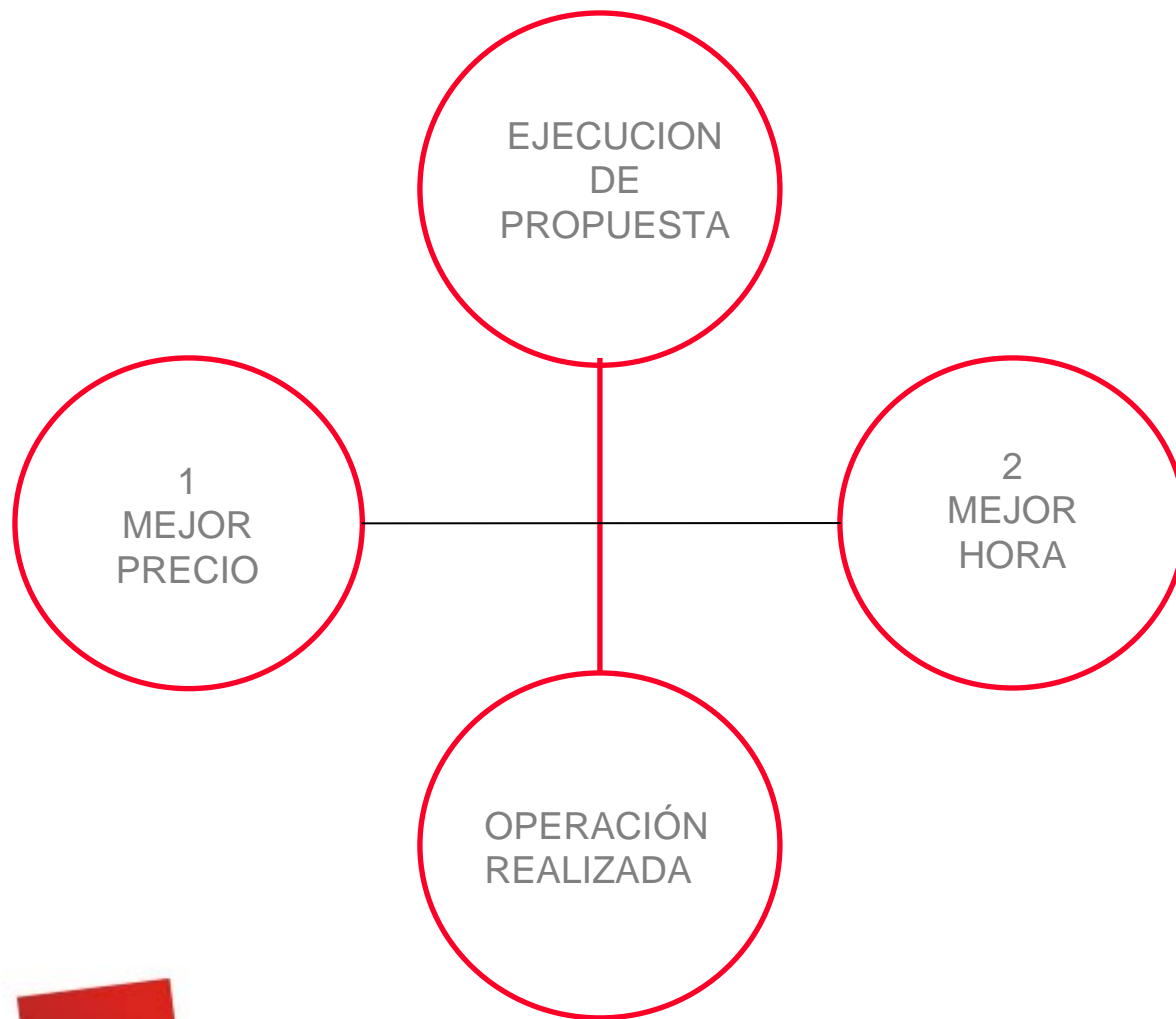 EJECUCION
DE
PROPUESTA
1
MEJOR
PRECIO
2
MEJOR
HORA
OPERACIÓN
REALIZADA